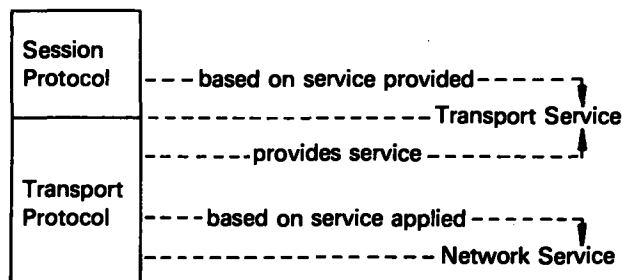 Session
Protocol
based on service provided
Transport Service
provides service
Transport
Protocol
based on service applied
Network Service